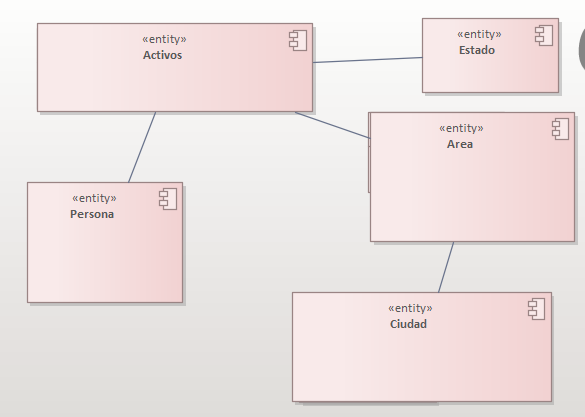 «entity»
Activos
«entity»
Estado
«entity»
Area
«entity»
Persona
«entity»
Ciudad